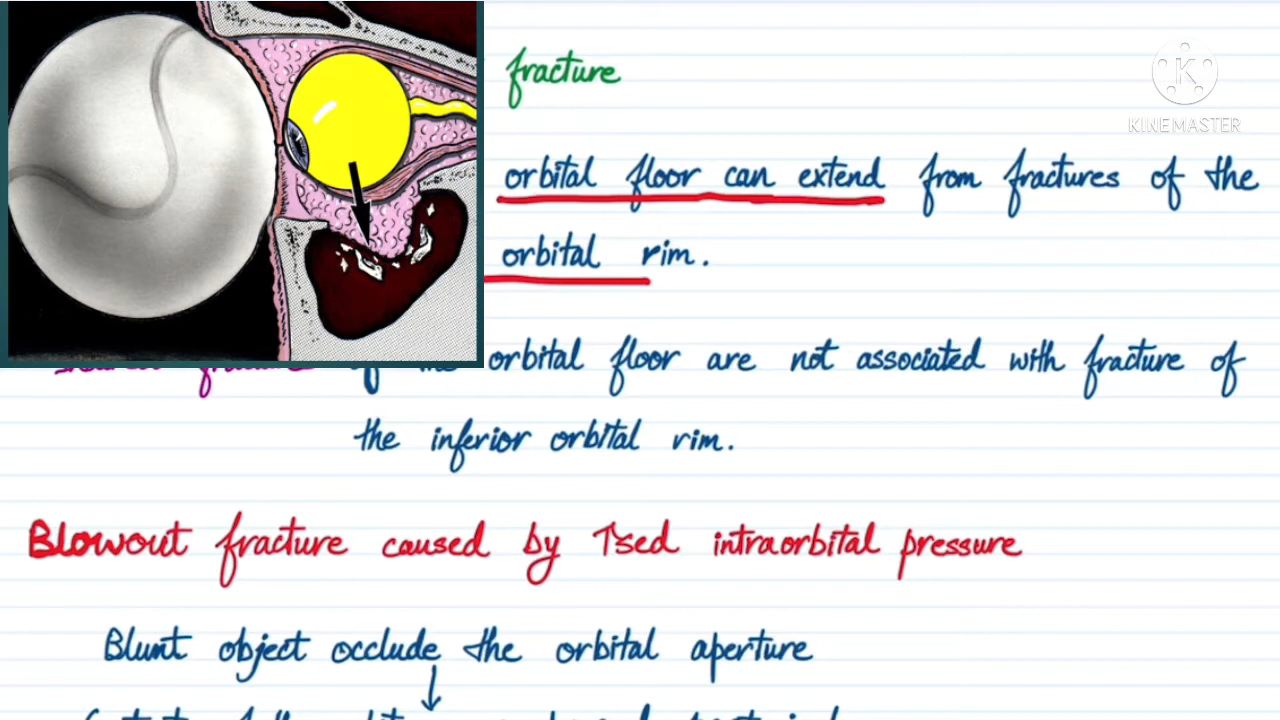 fracture
KINEMASTER
orbital floor can extend from fractures of the
orbital rim.
orbital floor are not associated with fracture of
the inferior orbital rim.
Blowout fracture caused by ↑sed intraorbital pressure
Blunt object occlude the orbital aperture
↓